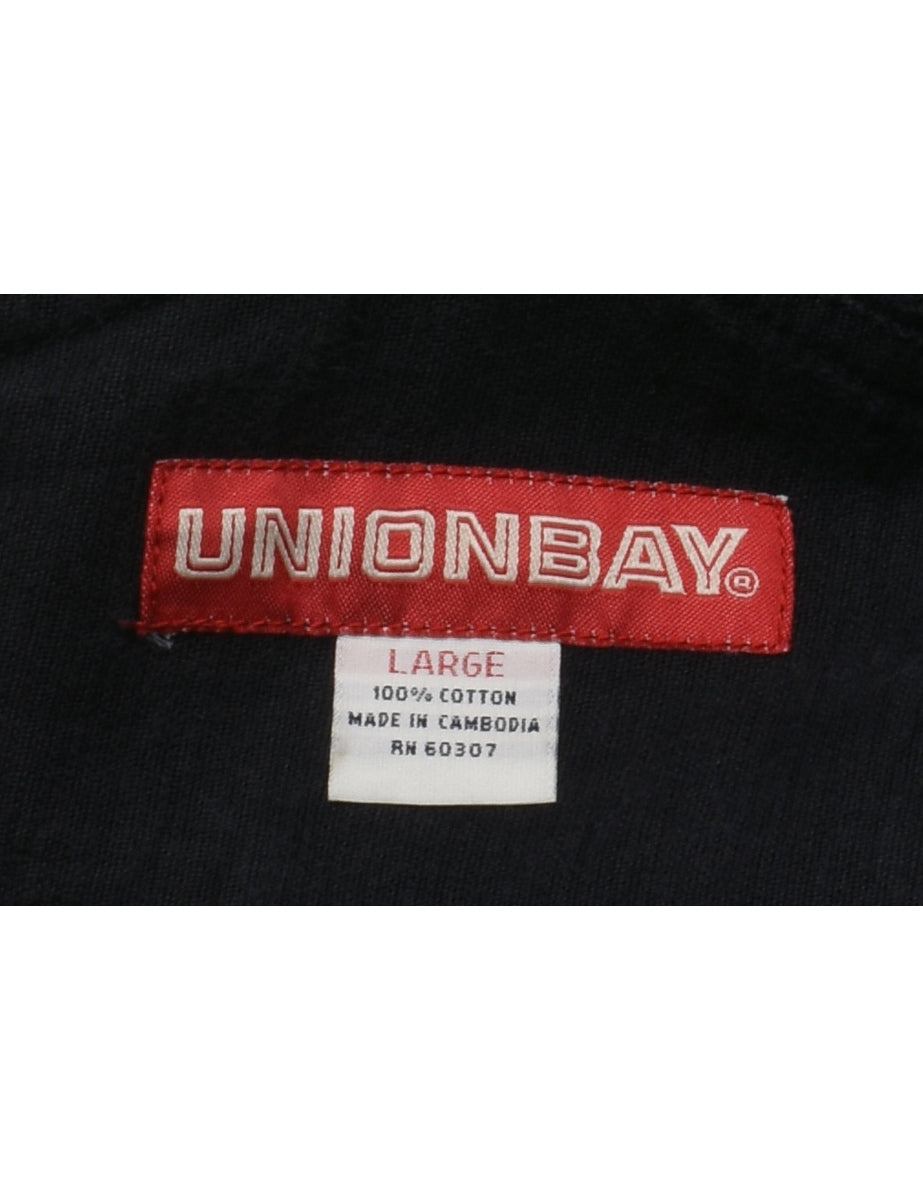 UNIONBAY®
LARGE
100% COTTON
MADE IN CAMBODIA
RN 60307